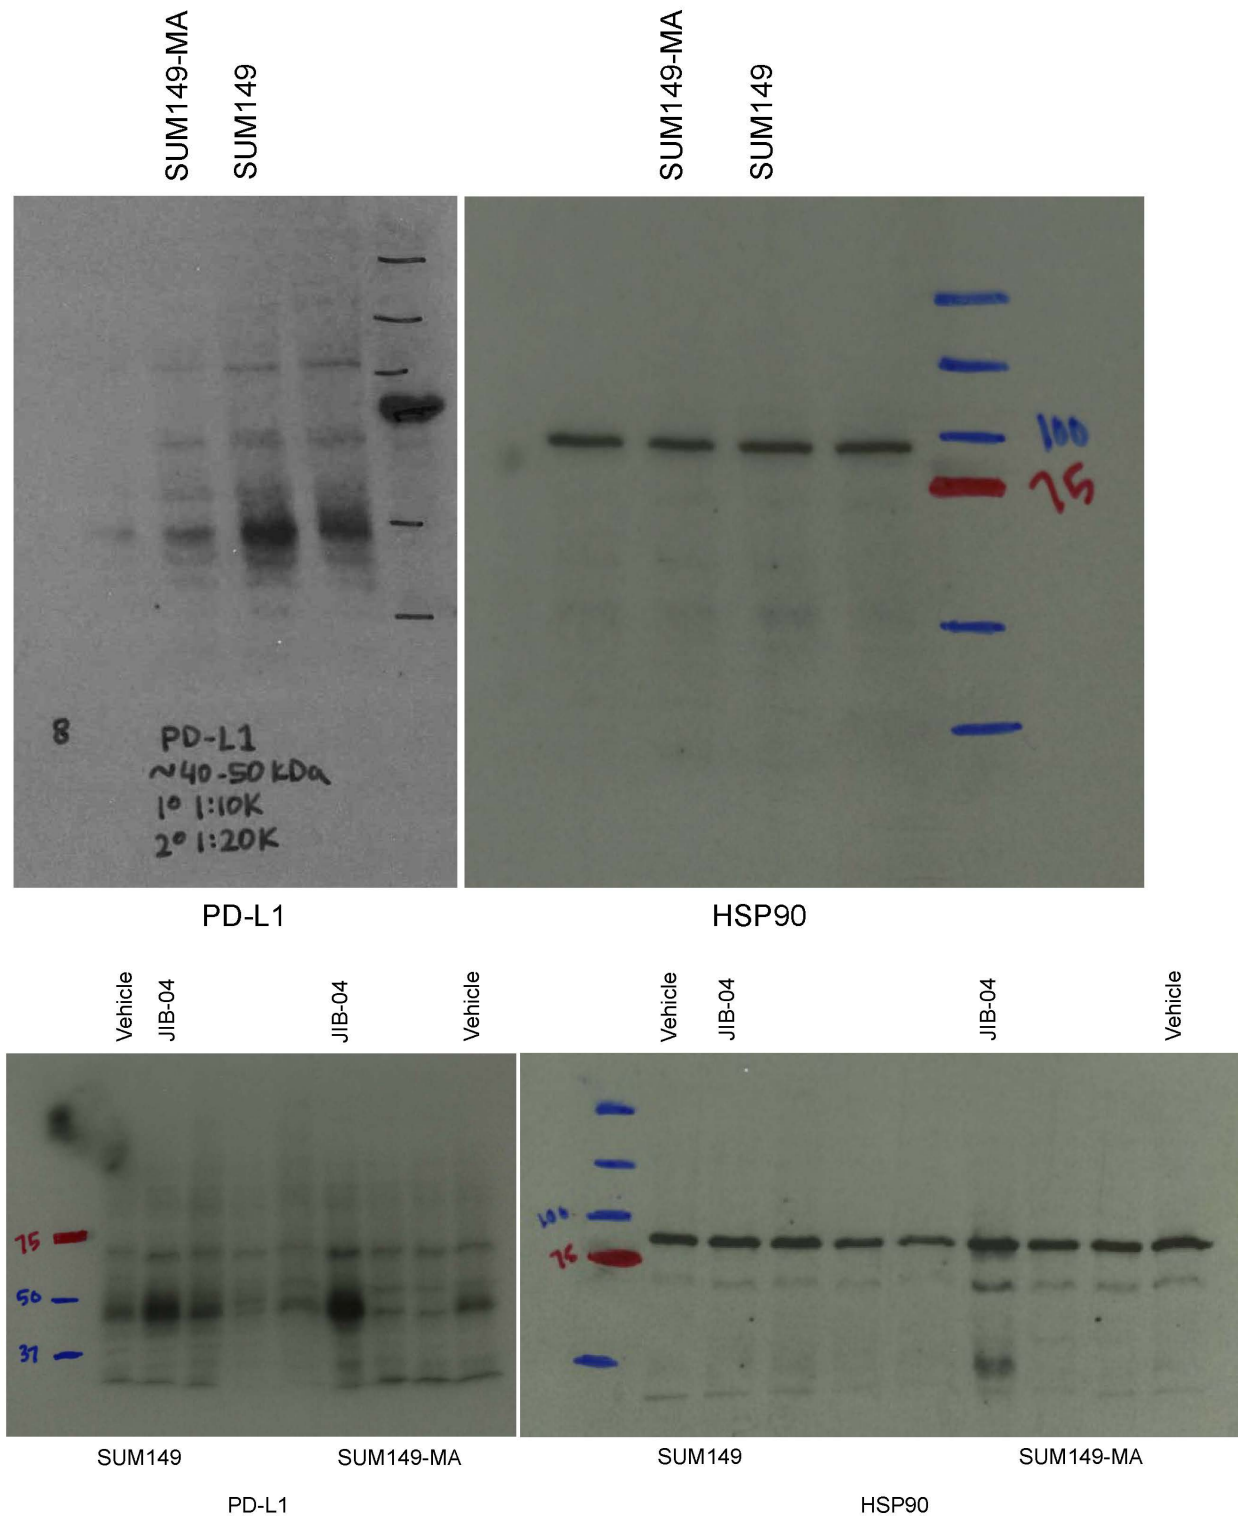 SUM149-MA
SUM149
SUM149-MA
SUM149
100
75
8
PD-L1
~40-50 kDa
1° 1:10K
2° 1:20K
PD-L1
HSP90
Vehicle
JIB-04
JIB-04
Vehicle
Vehicle
JIB-04
JIB-04
Vehicle
75
50
37
100
75
SUM149
SUM149-MA
SUM149
SUM149-MA
PD-L1
HSP90